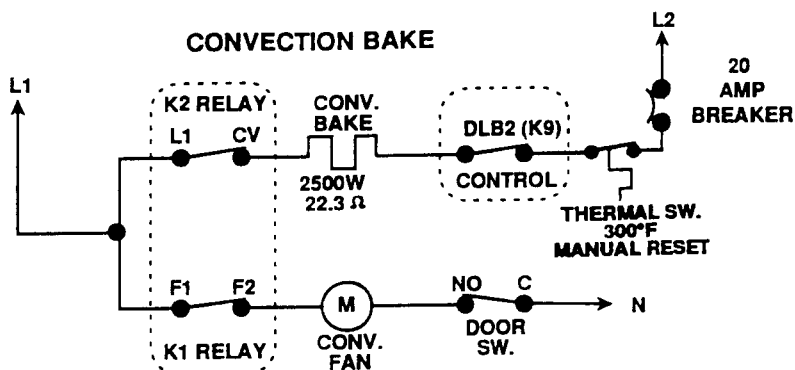 CONVECTION BAKE
L1
L2
20
AMP
BREAKER
K2 RELAY
L1 CV
CONV.
BAKE
2500W
22.3 Ω
DLB2 (K9)
CONTROL
THERMAL SW.
300°F
MANUAL RESET
F1 F2
K1 RELAY
M
CONV.
FAN
NO C
DOOR
SW.
N